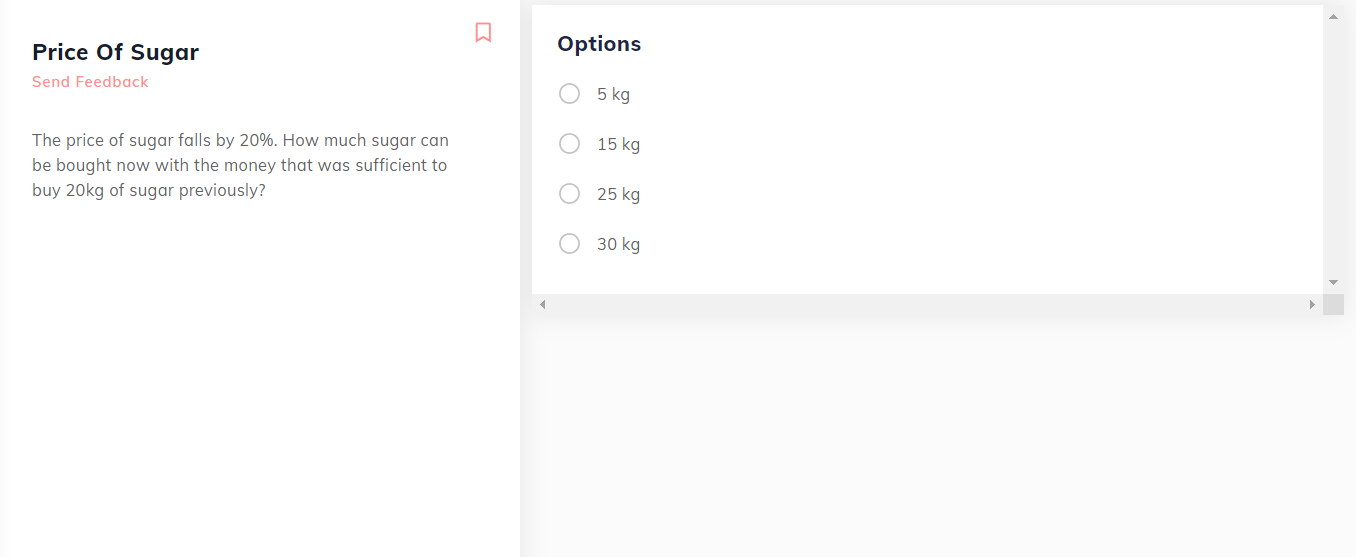 Price Of Sugar
Send Feedback
The price of sugar falls by 20%. How much sugar can
be bought now with the money that was sufficient to
buy 20kg of sugar previously?
Options
5 kg
15 kg
25 kg
30 kg